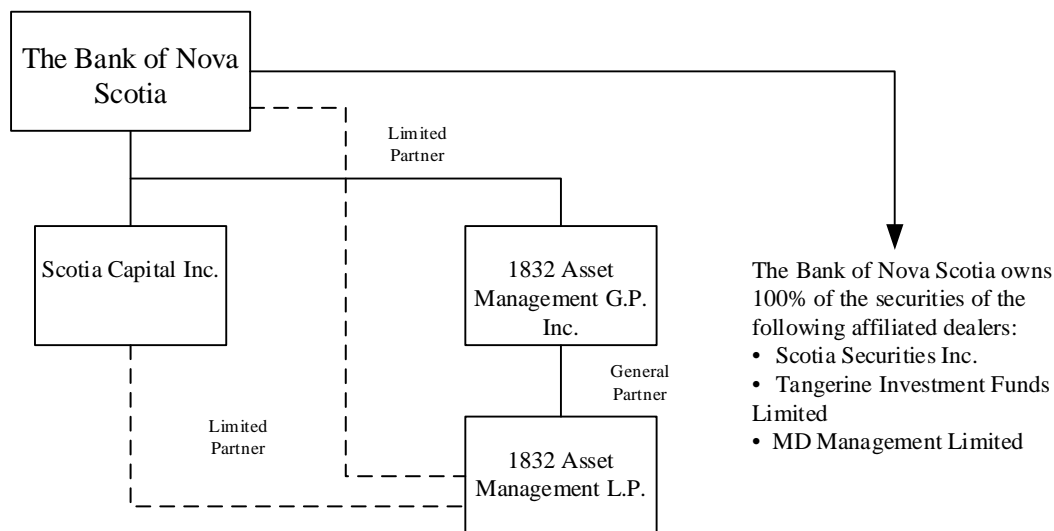 The Bank of Nova
Scotia
Limited
Partner
Scotia Capital Inc.
1832 Asset
Management G.P.
Inc.
The Bank of Nova Scotia owns
100% of the securities of the
following affiliated dealers:
• Scotia Securities Inc.
• Tangerine Investment Funds
Limited
• MD Management Limited
General
Partner
Limited
Partner
1832 Asset
Management L.P.